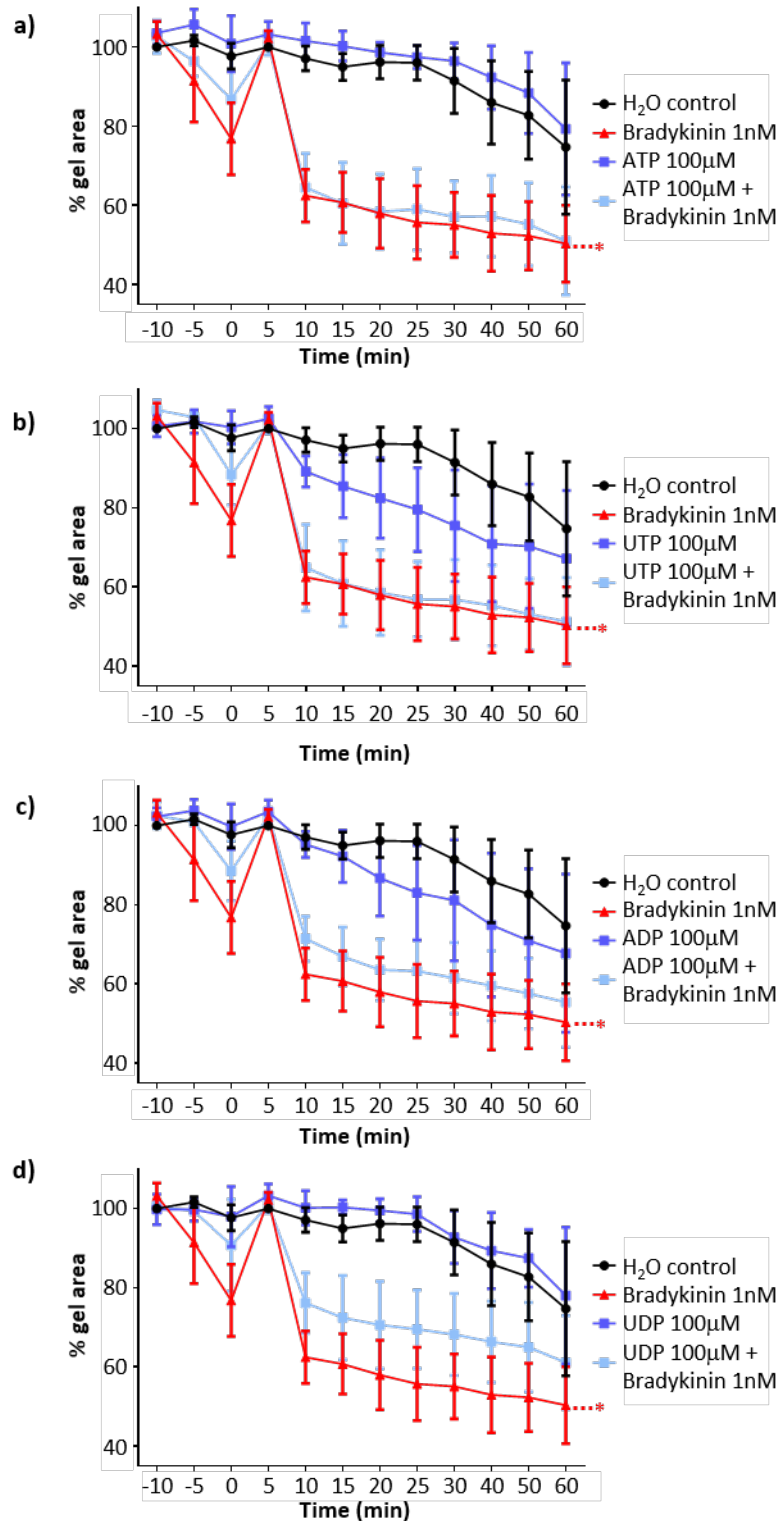 a)
% gel area
100
80
60
40
-10 -5 0 5 10 15 20 25 30 40 50 60
Time (min)
H₂O control
Bradykinin 1nM
ATP 100µM
ATP 100µM +
Bradykinin 1nM
*
b)
% gel area
100
80
60
40
-10 -5 0 5 10 15 20 25 30 40 50 60
Time (min)
H₂O control
Bradykinin 1nM
UTP 100µM
UTP 100µM +
Bradykinin 1nM
*
c)
% gel area
100
80
60
40
-10 -5 0 5 10 15 20 25 30 40 50 60
Time (min)
H₂O control
Bradykinin 1nM
ADP 100µM
ADP 100µM +
Bradykinin 1nM
*
d)
% gel area
100
80
60
40
-10 -5 0 5 10 15 20 25 30 40 50 60
Time (min)
H₂O control
Bradykinin 1nM
UDP 100µM
UDP 100µM +
Bradykinin 1nM
*